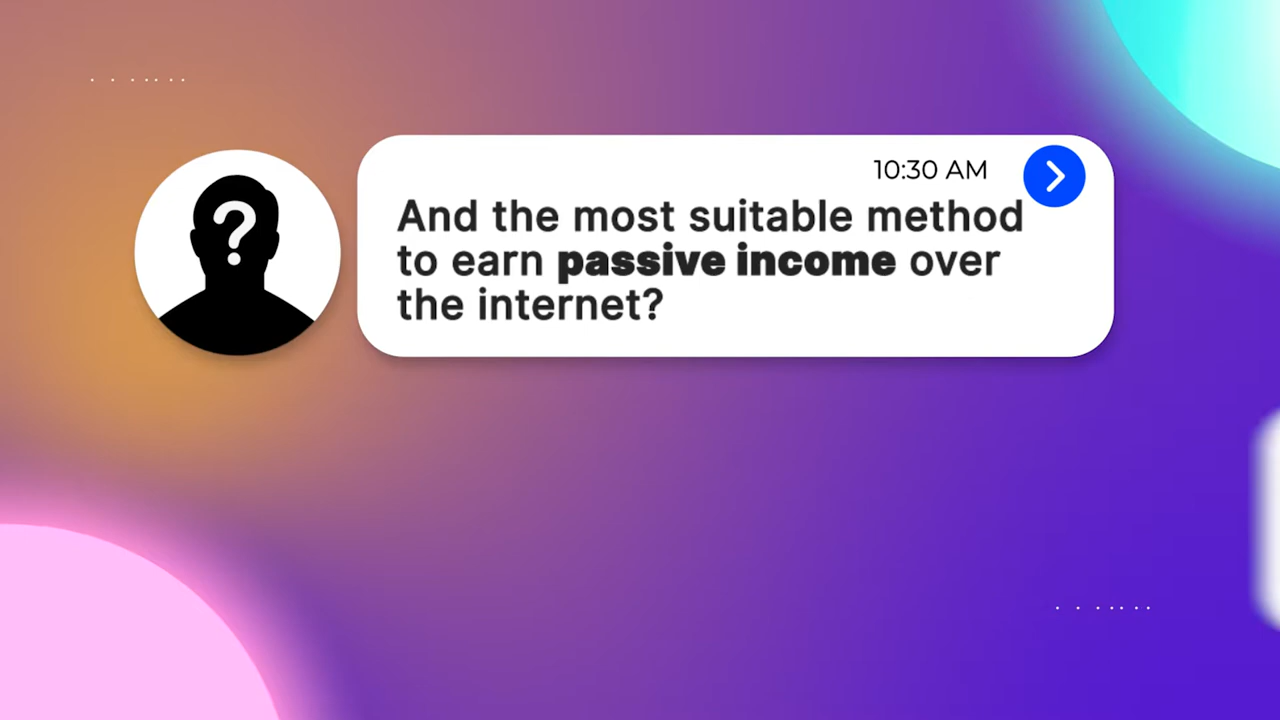 10:30 AM
And the most suitable method
to earn passive income over
the internet?